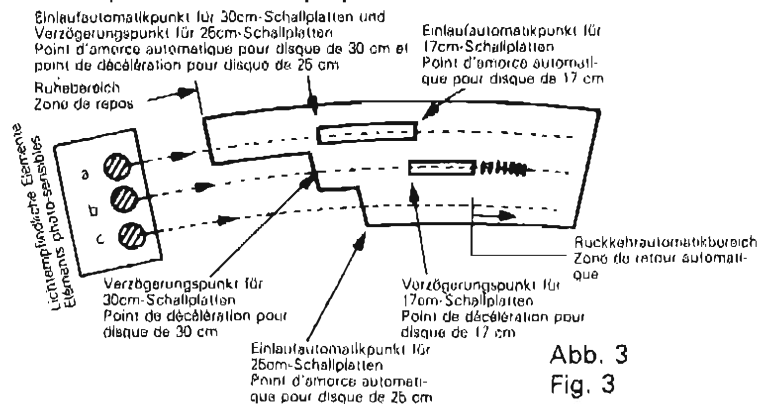 Einlaufautomatikpunkt für 30cm-Schallplatten und
Verzögerungspunkt für 25cm-Schallplatten
Point d'amorce automatique pour disque de 30 cm et
point de décélération pour disque de 25 cm
Einlaufautomatikpunkt für
17cm-Schallplatten
Point d'amorce automati-
que pour disque de 17 cm
Ruhebereich
Zone de repos
Lichtempfindliche Elemente
Eléments photo-sensibles
a
b
c
Rückkehrautomatikbereich
Zone de retour automati-
que
Verzögerungspunkt für
30cm-Schallplatten
Point de décélération pour
disque de 30 cm
Verzögerungspunkt für
17cm-Schallplatten
Point de décélération pour
disque de 17 cm
Einlaufautomatikpunkt für
25cm-Schallplatten
Point d'amorce automati-
que pour disque de 25 cm
Abb. 3
Fig. 3